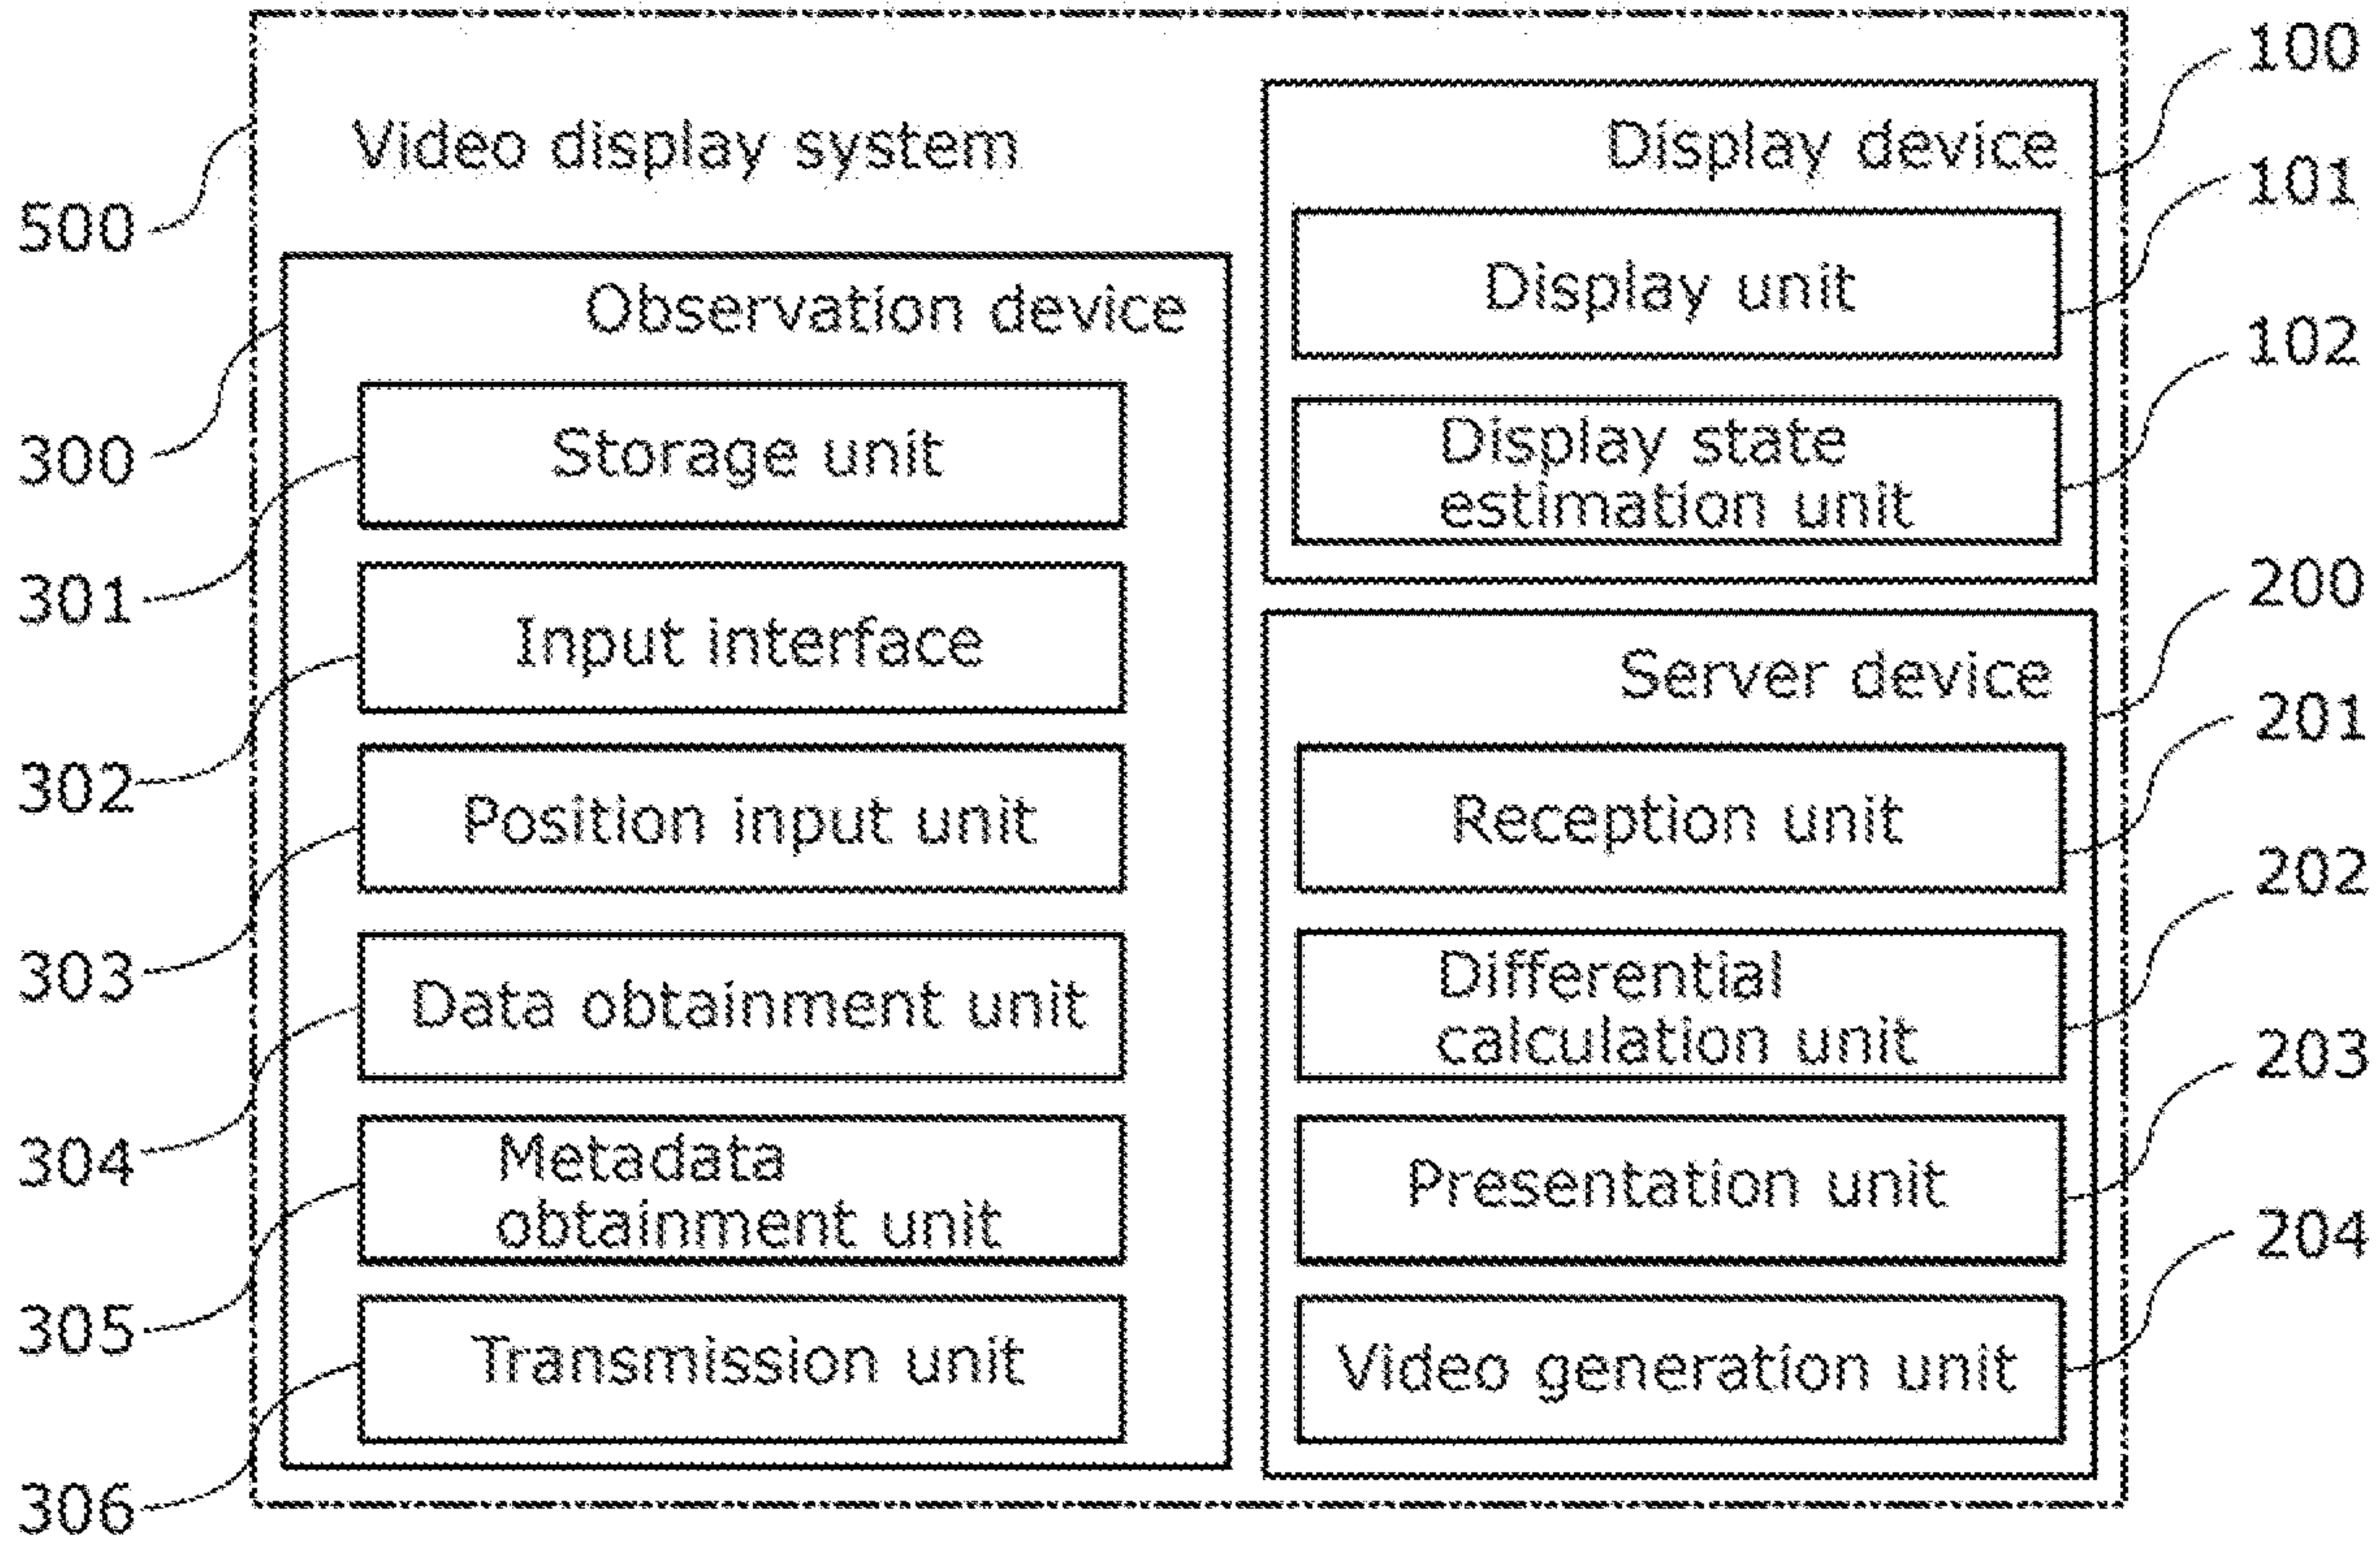 Video display system
500
Observation device
300
Storage unit
301
Input interface
302
Position input unit
303
Data obtainment unit
304
Metadata
obtainment unit
305
Transmission unit
306
Display device
100
Display unit
101
Display state
estimation unit
102
Server device
200
Reception unit
201
Differential
calculation unit
202
Presentation unit
203
Video generation unit
204